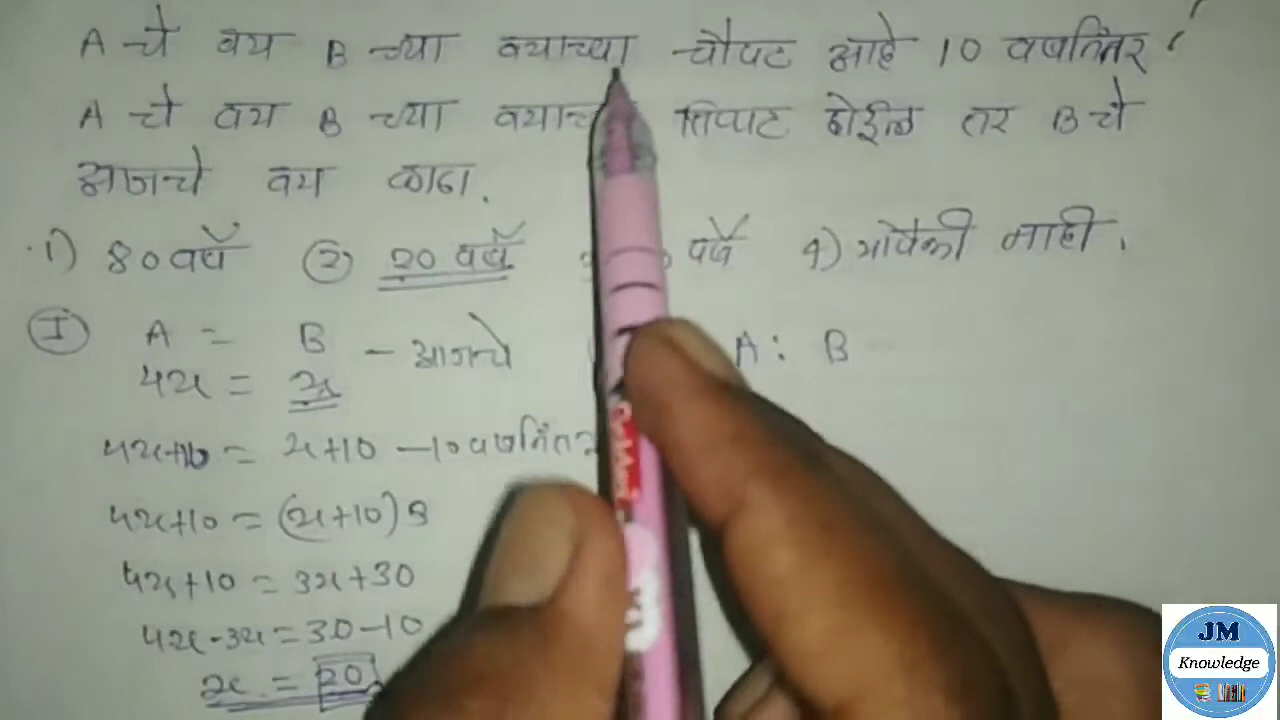 A चे वय B च्या वयाच्या चौपट आहे 10 वर्षांनंतर
A चे वय B च्या तिप्पट होईल तर B चे
आजचे वय काढा.
1) 80 वर्षे 2) 20 वर्षे वर्षे 4) यापैकी नाही.
I A = B - आजचे A : B
4x = x
4x+10 = x+10 - 10 वर्षांनंतर
4x+10 = (x+10)3
4x+10 = 3x+30
4x-3x = 30-10
x = 20
JM
Knowledge